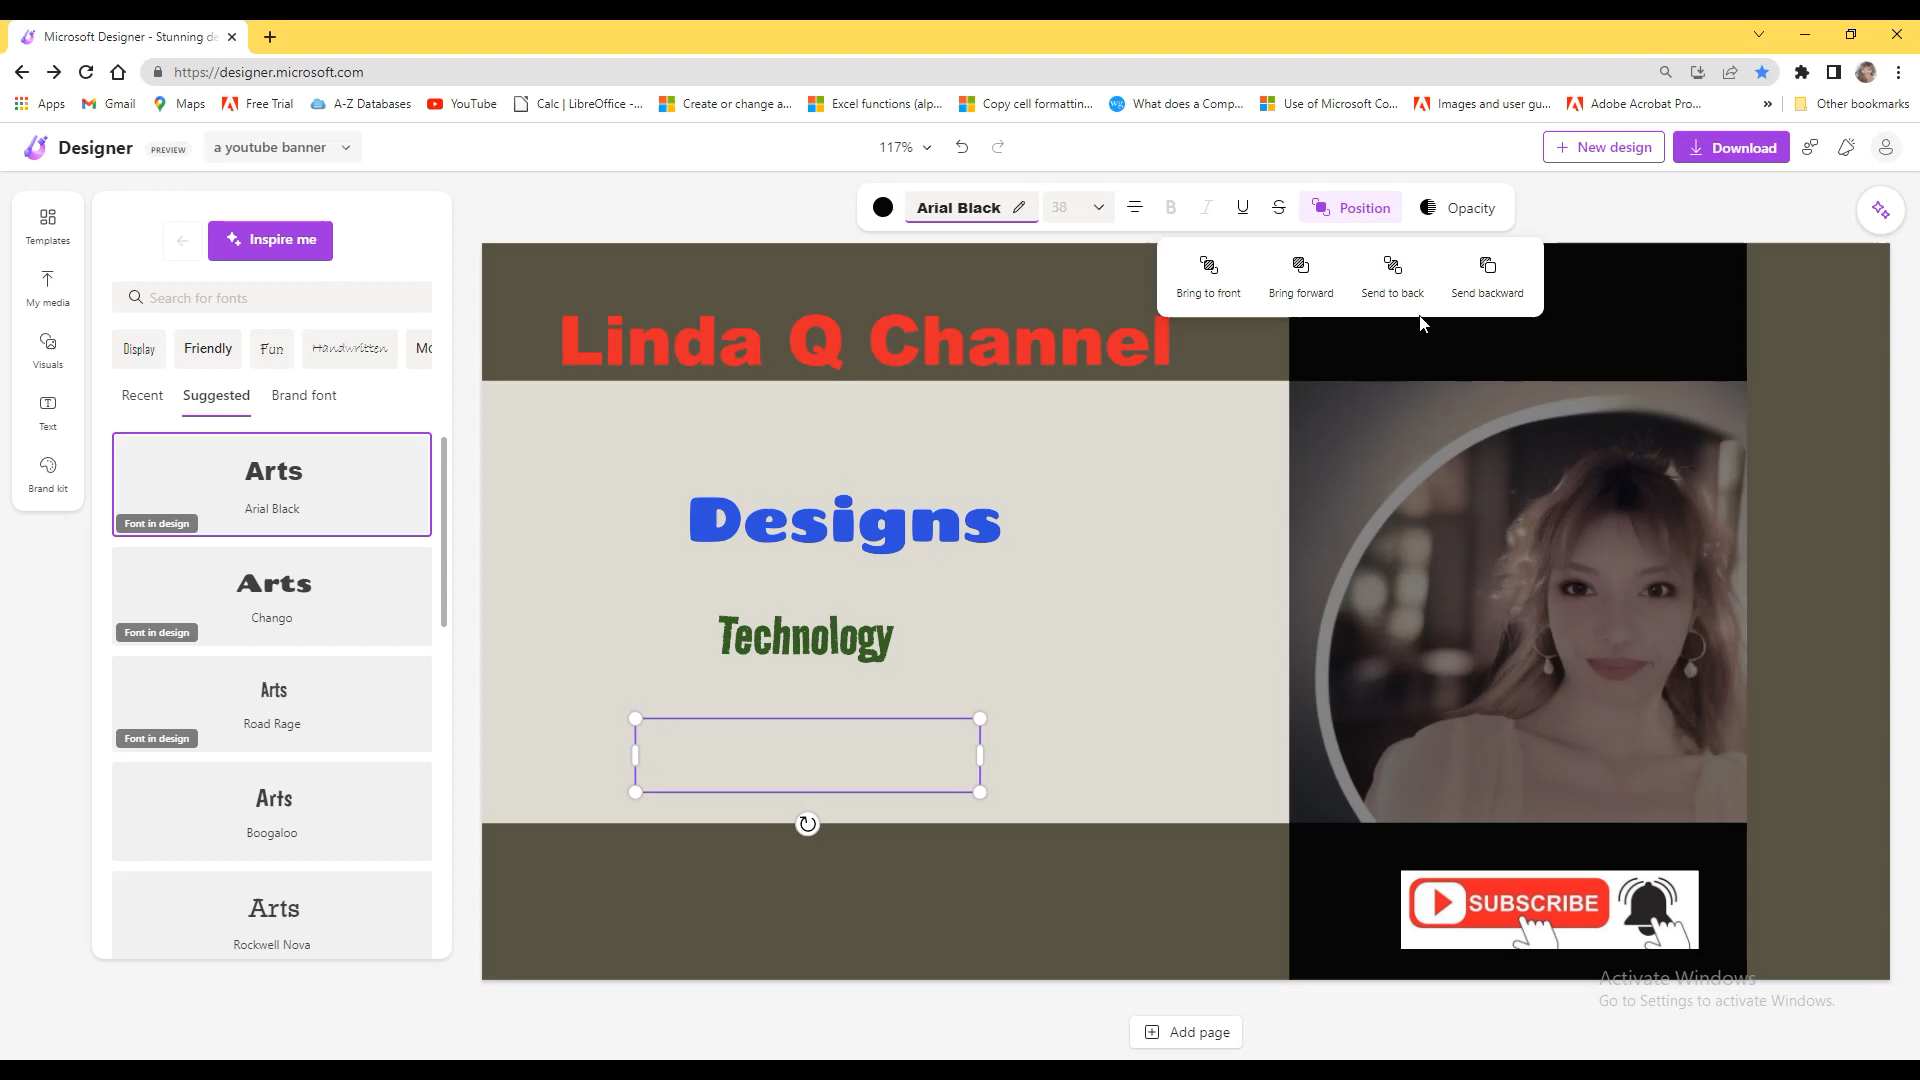 Microsoft Designer - Stunning de
https://designer.microsoft.com
Apps
Gmail
Maps
Free Trial
A-Z Databases
YouTube
Calc | LibreOffice -...
Create or change a...
Excel functions (alp...
Copy cell formattin...
wg
What does a Comp...
Use of Microsoft Co...
Images and user gu...
Adobe Acrobat Pro...
»
Other bookmarks
Designer
PREVIEW
a youtube banner
117%
New design
Download
Templates
My media
Visuals
Text
Brand kit
Inspire me
Search for fonts
Display
Friendly
Fun
Handwritten
Mo
Recent
Suggested
Brand font
Arts
Arial Black
Font in design
Arts
Chango
Font in design
Arts
Road Rage
Font in design
Arts
Boogaloo
Arts
Rockwell Nova
Arial Black
38
B
I
U
S
Position
Opacity
Bring to front
Bring forward
Send to back
Send backward
Linda Q Channel
Designs
Technology
SUBSCRIBE
Activate Windows
Go to Settings to activate Windows.
Add page